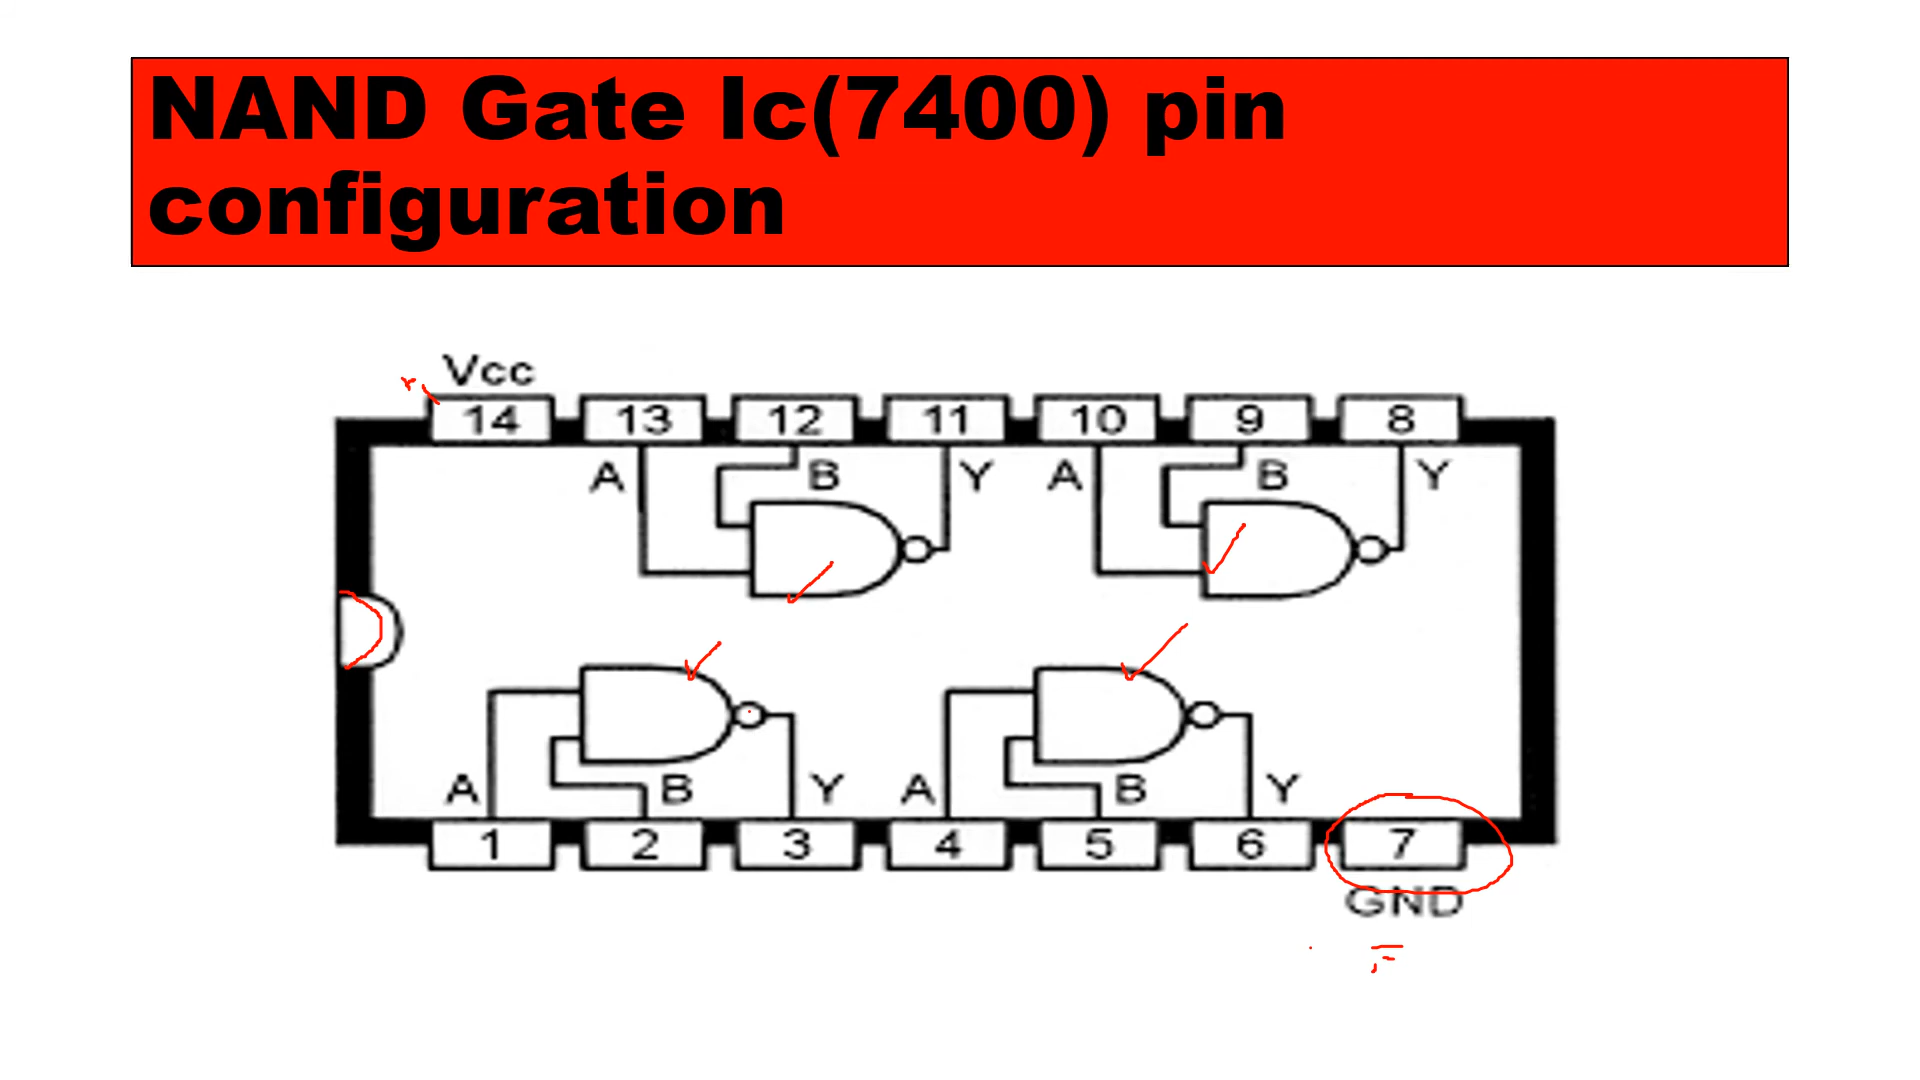 NAND Gate Ic(7400) pin
configuration
Vcc
14 13 12 11 10 9 8
A B Y A B Y
A B Y A B Y
1 2 3 4 5 6 7
GND